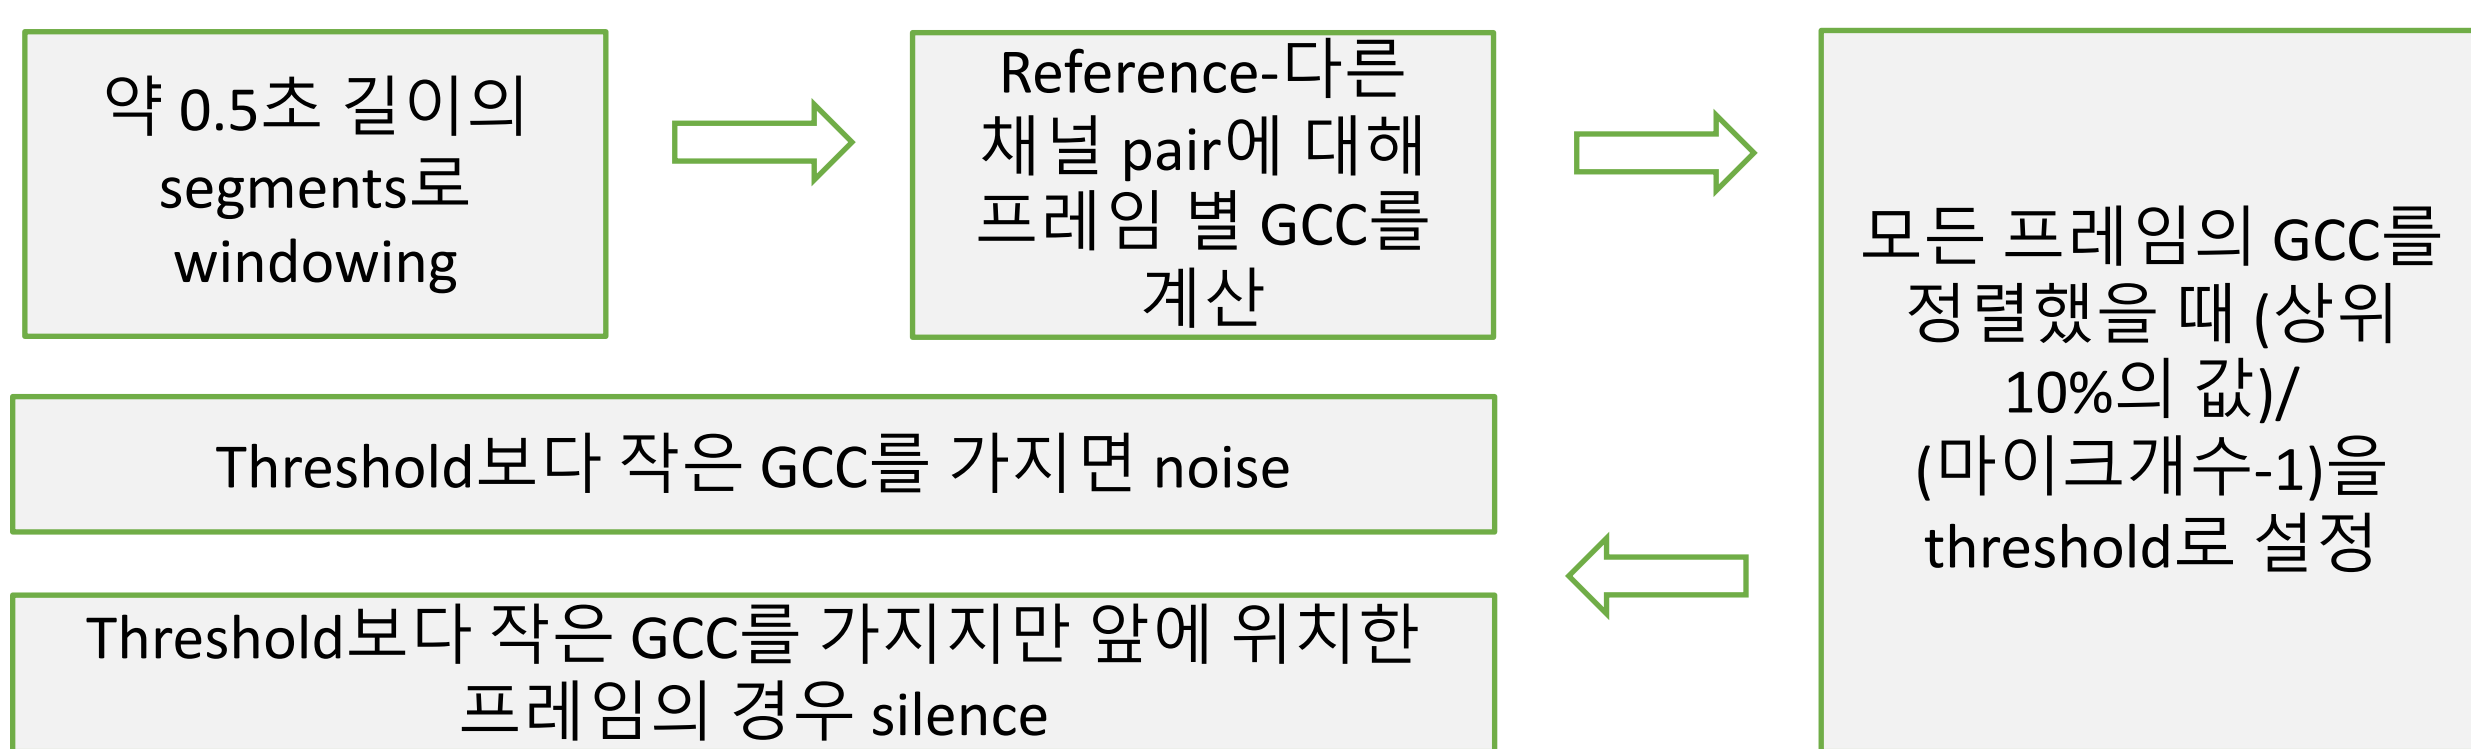 약 0.5초 길이의
segments로
windowing
Reference-다른
채널 pair에 대해
프레임 별 GCC를
계산
모든 프레임의 GCC를
정렬했을 때 (상위
10%의 값)/
(마이크개수-1)을
threshold로 설정
Threshold보다 작은 GCC를 가지면 noise
Threshold보다 작은 GCC를 가지지만 앞에 위치한
프레임의 경우 silence